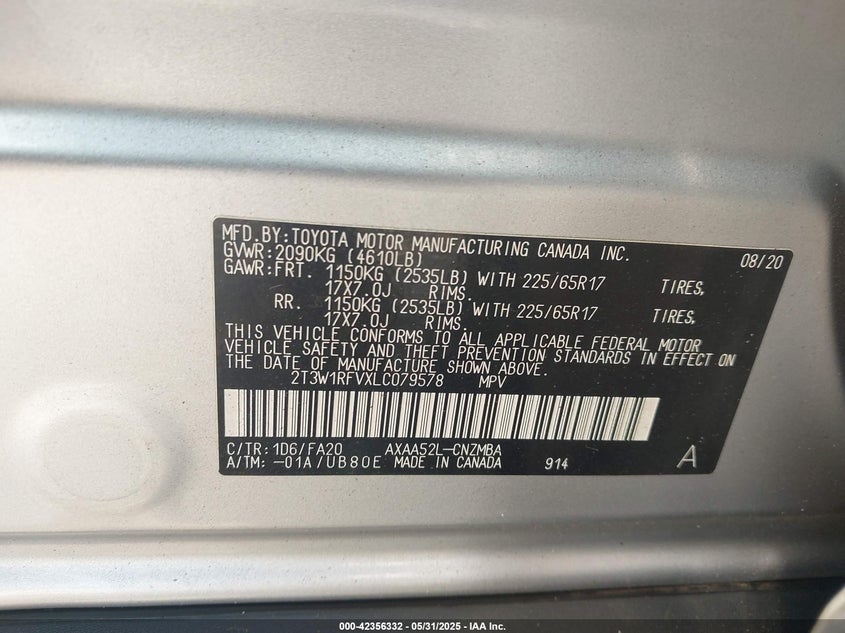 MFD.BY:TOYOTA MOTOR MANUFACTURING CANADA INC. 08/20
GVWR:2090KG (4610LB)
GAWR:FRT. 1150KG (2535LB) WITH 225/65R17 TIRES,
17X7.0J RIMS.
RR. 1150KG (2535LB) WITH 225/65R17 TIRES,
17X7.0J RIMS.
THIS VEHICLE CONFORMS TO ALL APPLICABLE FEDERAL MOTOR
VEHICLE SAFETY AND THEFT PREVENTION STANDARDS IN EFFECT ON
THE DATE OF MANUFACTURE SHOWN ABOVE.
2T3W1RFVXLC079578 MPV
C/TR:1D6/FA20 AXAA52L-CNZMBA
A/TM:-01A/UB80E MADE IN CANADA 914 A
000-42356332 - 05/31/2025 - IAA Inc.